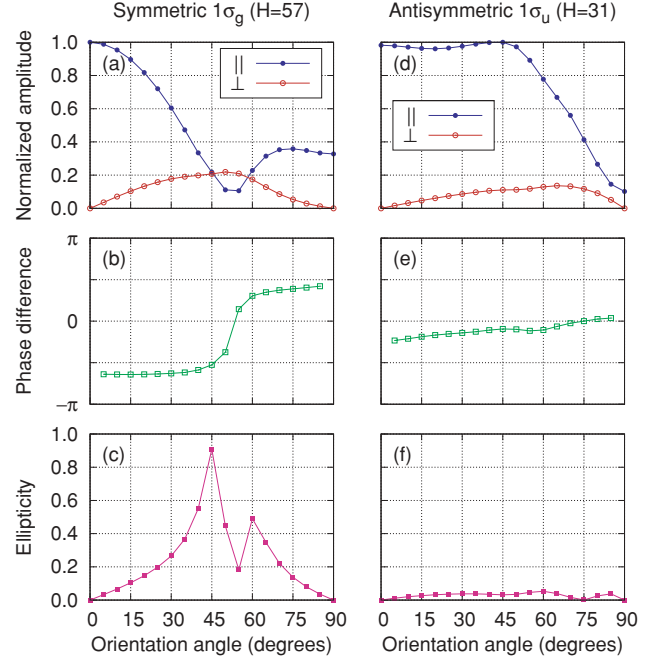 Symmetric 1σg (H=57)
Antisymmetric 1σu (H=31)
Normalized amplitude
1.0
0.8
0.6
0.4
0.2
0.0
(a)
||
⊥
(d)
||
⊥
Phase difference
π
0
−π
(b)
(e)
Ellipticity
1.0
0.8
0.6
0.4
0.2
0.0
(c)
(f)
0 15 30 45 60 75 90
0 15 30 45 60 75 90
Orientation angle (degrees)
Orientation angle (degrees)